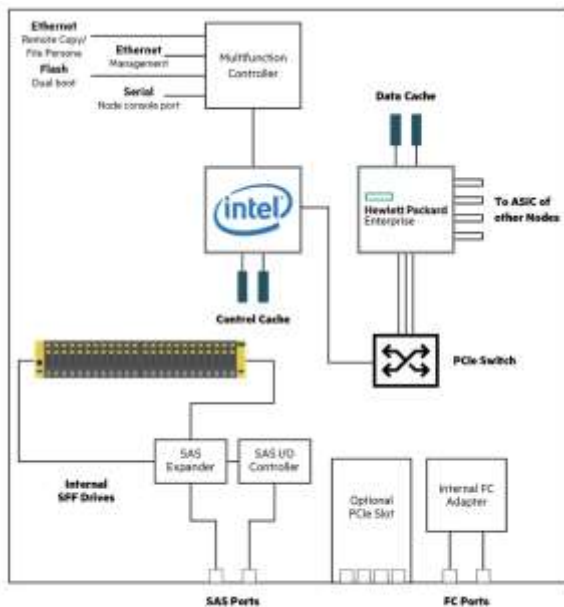 Ethernet
Remote Copy/
File Persona
Ethernet
Management
Flash
Dual boot
Serial
Node console port
Multifunction
Controller
Data Cache
intel
Hewlett Packard
Enterprise
To ASIC of
other Nodes
Control Cache
PCIe Switch
SAS
Expander
SAS I/O
Controller
Internal
SFF Drives
Optional
PCIe Slot
Internal FC
Adapter
SAS Ports
FC Ports